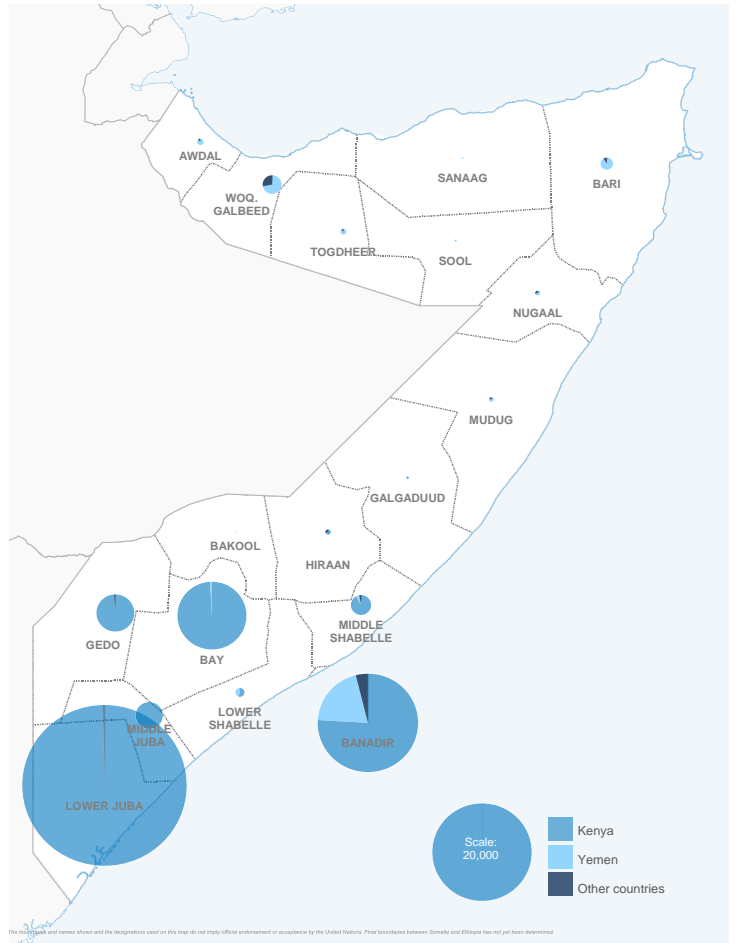 AWDAL
WOQ.
GALBEED
TOGDHEER
SANAAG
SOOL
BARI
NUGAAL
MUDUG
GALGADUUD
BAKOOL
HIRAAN
GEDO
BAY
MIDDLE
SHABELLE
LOWER
SHABELLE
MIDDLE
JUBA
BANADIR
LOWER JUBA
Scale:
20,000
Kenya
Yemen
Other countries
The boundaries and names shown and the designations used on this map do not imply official endorsement or acceptance by the United Nations. Final boundaries between Somalia and Ethiopia has not yet been determined.